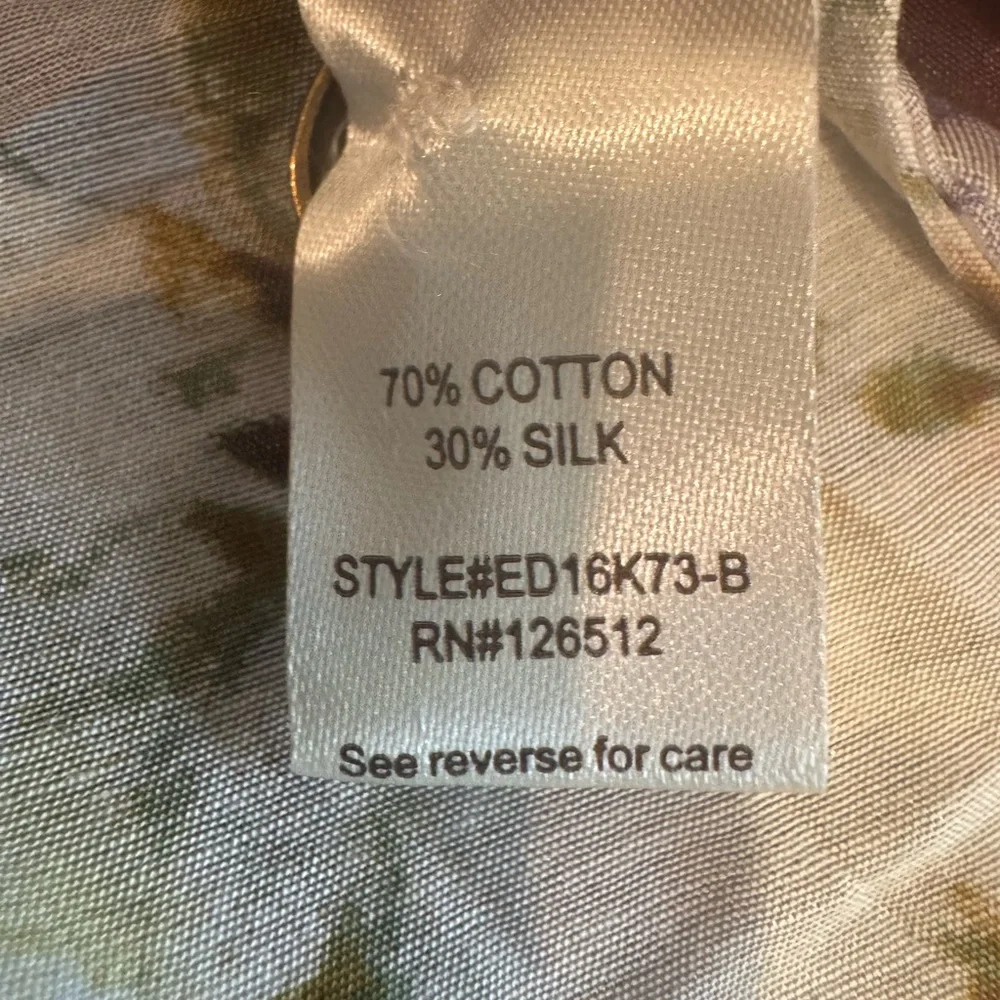 70% COTTON
30% SILK
STYLE#ED16K73-B
RN#126512
See reverse for care